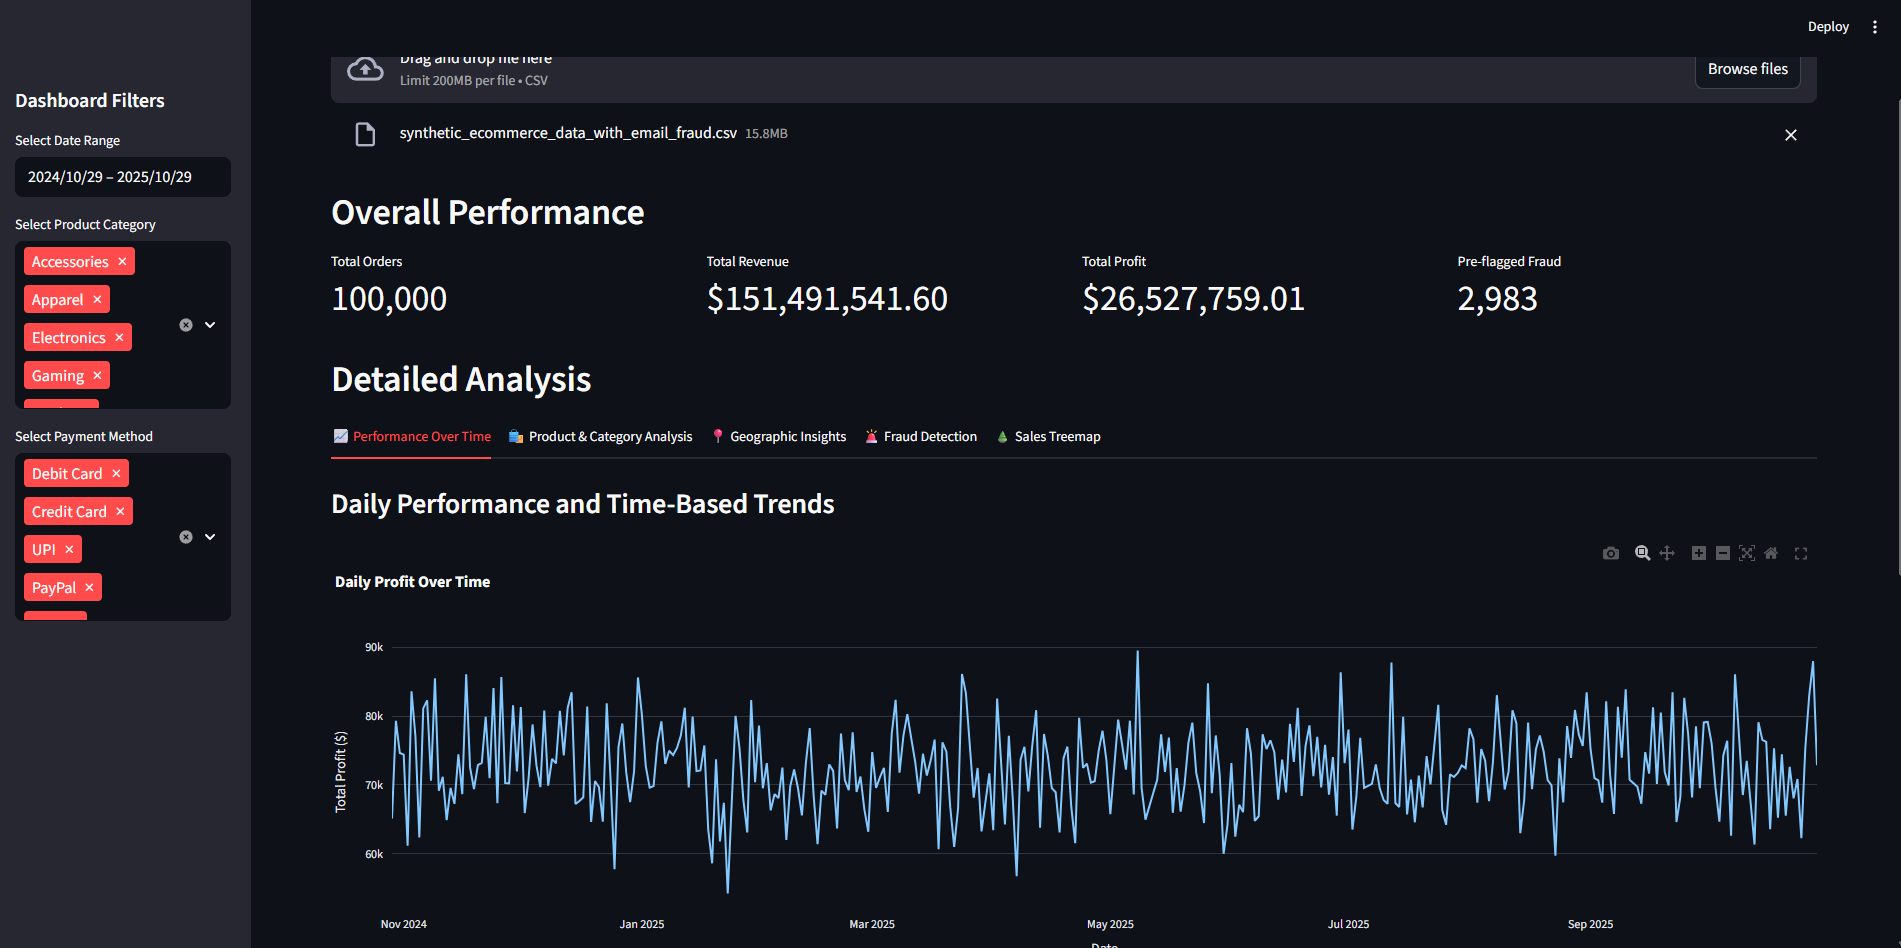 Deploy
Dashboard Filters
Select Date Range
2024/10/29 – 2025/10/29
Select Product Category
Accessories
Apparel
Electronics
Gaming
Select Payment Method
Debit Card
Credit Card
UPI
PayPal
Drag and drop file here
Limit 200MB per file • CSV
Browse files
synthetic_ecommerce_data_with_email_fraud.csv 15.8MB
Overall Performance
Total Orders
100,000
Total Revenue
$151,491,541.60
Total Profit
$26,527,759.01
Pre-flagged Fraud
2,983
Detailed Analysis
Performance Over Time Product & Category Analysis Geographic Insights Fraud Detection Sales Treemap
Daily Performance and Time-Based Trends
Daily Profit Over Time
Total Profit ($)
90k
80k
70k
60k
Nov 2024 Jan 2025 Mar 2025 May 2025 Jul 2025 Sep 2025
Date